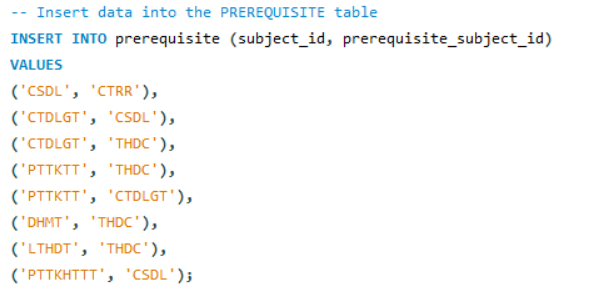 -- Insert data into the PREREQUISITE table
INSERT INTO prerequisite (subject_id, prerequisite_subject_id)
VALUES
('CSDL', 'CTRR'),
('CTDLGT', 'CSDL'),
('CTDLGT', 'THDC'),
('PTTKTT', 'THDC'),
('PTTKTT', 'CTDLGT'),
('DHMT', 'THDC'),
('LTHDT', 'THDC'),
('PTTKHTTT', 'CSDL');